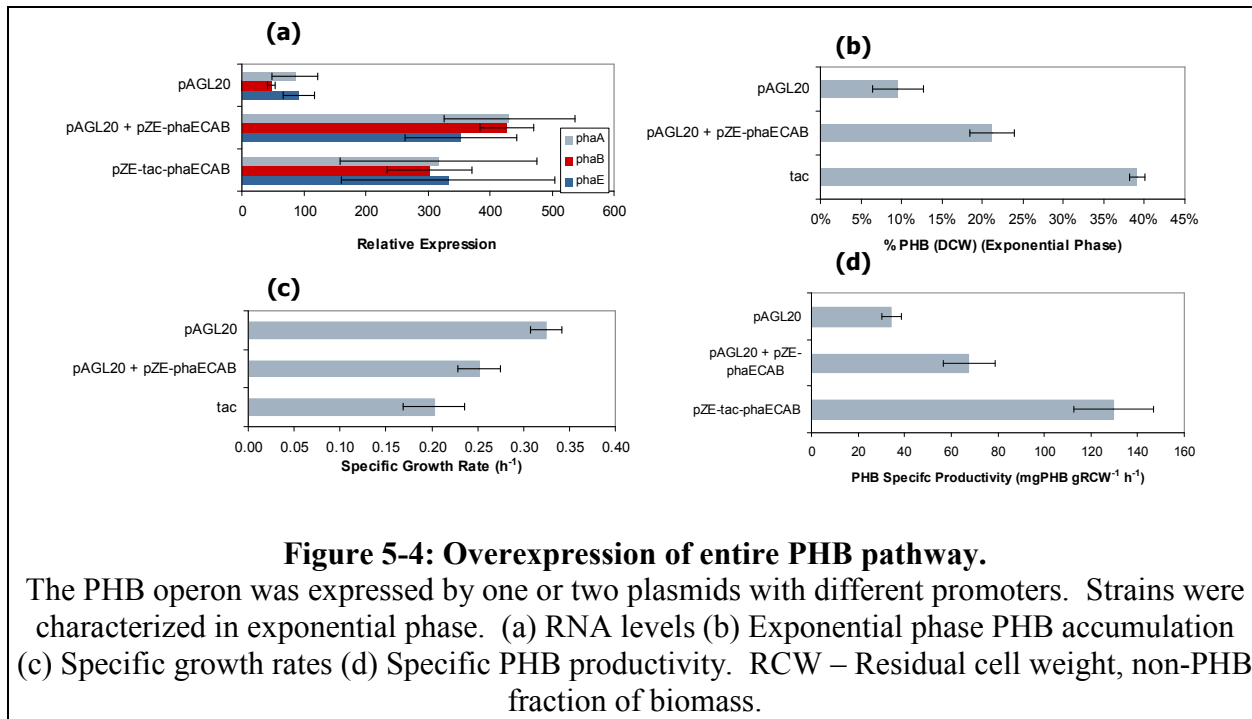 (a)
pAGL20
pAGL20 + pZE-phaECAB
pZE-tac-phaECAB
phaA
phaB
phaE
0 100 200 300 400 500 600
Relative Expression
(b)
pAGL20
pAGL20 + pZE-phaECAB
tac
0% 5% 10% 15% 20% 25% 30% 35% 40% 45%
% PHB (DCW) (Exponential Phase)
(c)
pAGL20
pAGL20 + pZE-phaECAB
tac
0.00 0.05 0.10 0.15 0.20 0.25 0.30 0.35 0.40
Specific Growth Rate (h-1)
(d)
pAGL20
pAGL20 + pZE-
phaECAB
pZE-tac-phaECAB
0 20 40 60 80 100 120 140 160
PHB Specifc Productivity (mgPHB gRCW-1 h-1)
Figure 5-4: Overexpression of entire PHB pathway.
The PHB operon was expressed by one or two plasmids with different promoters. Strains were
characterized in exponential phase. (a) RNA levels (b) Exponential phase PHB accumulation
(c) Specific growth rates (d) Specific PHB productivity. RCW – Residual cell weight, non-PHB
fraction of biomass.